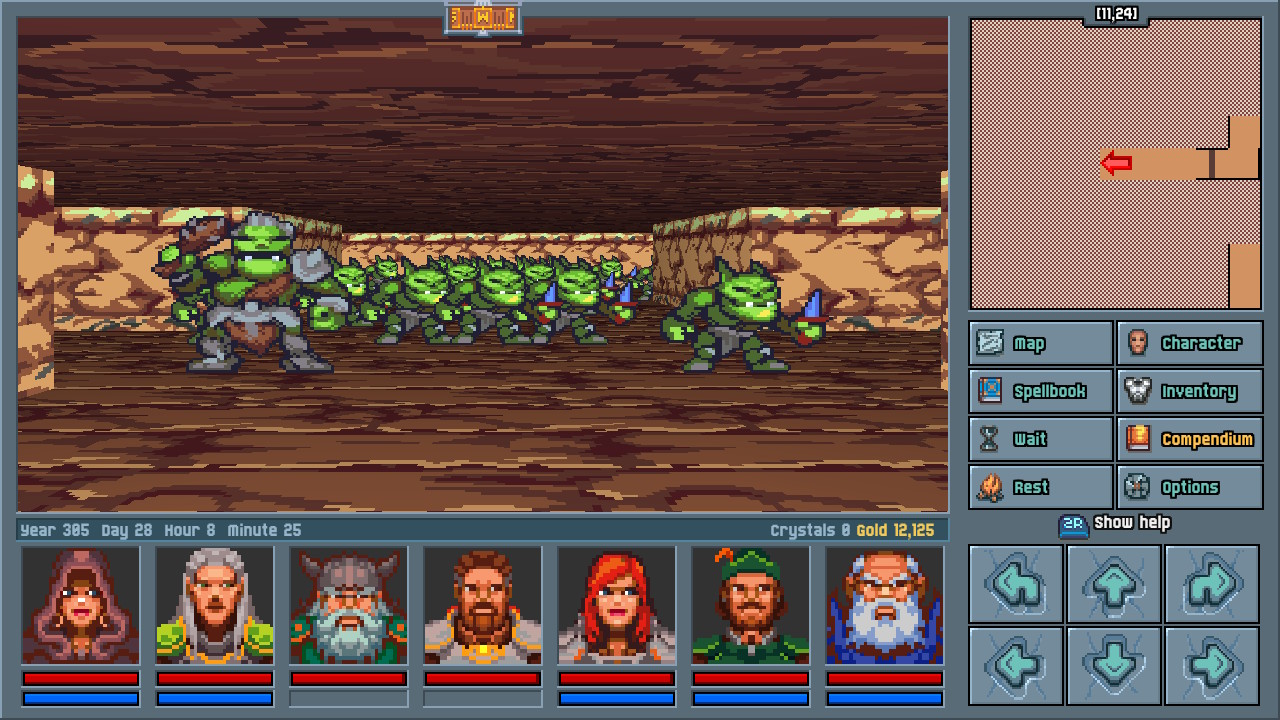 W
[11,24]
Map
Character
Spellbook
Inventory
Wait
Compendium
Rest
Options
2R Show help
Year 305 Day 28 Hour 8 Minute 25
Crystals 0 Gold 12,125